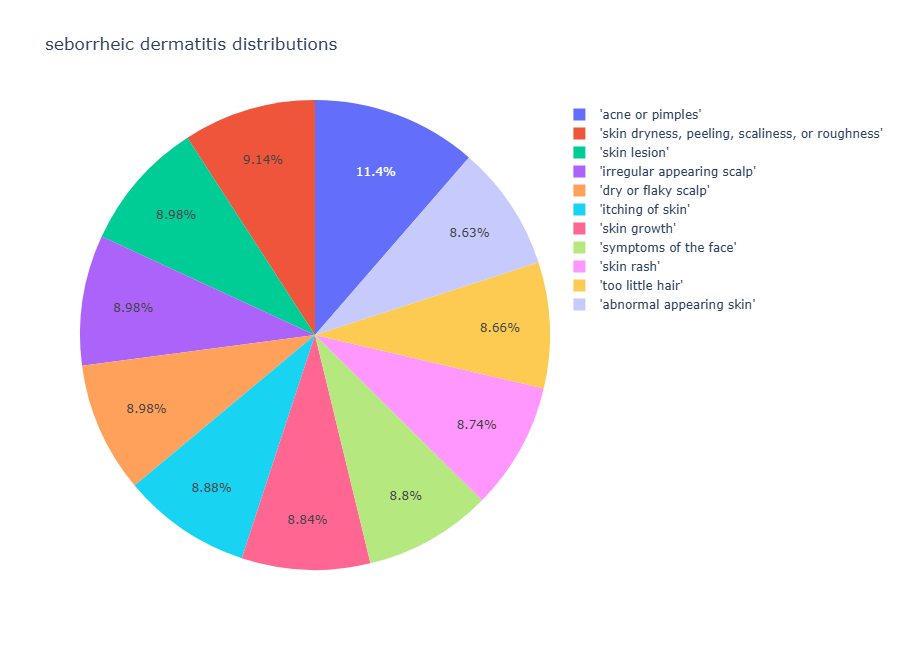 seborrheic dermatitis distributions
9.14%
11.4%
8.98%
8.63%
8.98%
8.66%
8.98%
8.74%
8.88%
8.8%
8.84%
'acne or pimples'
'skin dryness, peeling, scaliness, or roughness'
'skin lesion'
'irregular appearing scalp'
'dry or flaky scalp'
'itching of skin'
'skin growth'
'symptoms of the face'
'skin rash'
'too little hair'
'abnormal appearing skin'